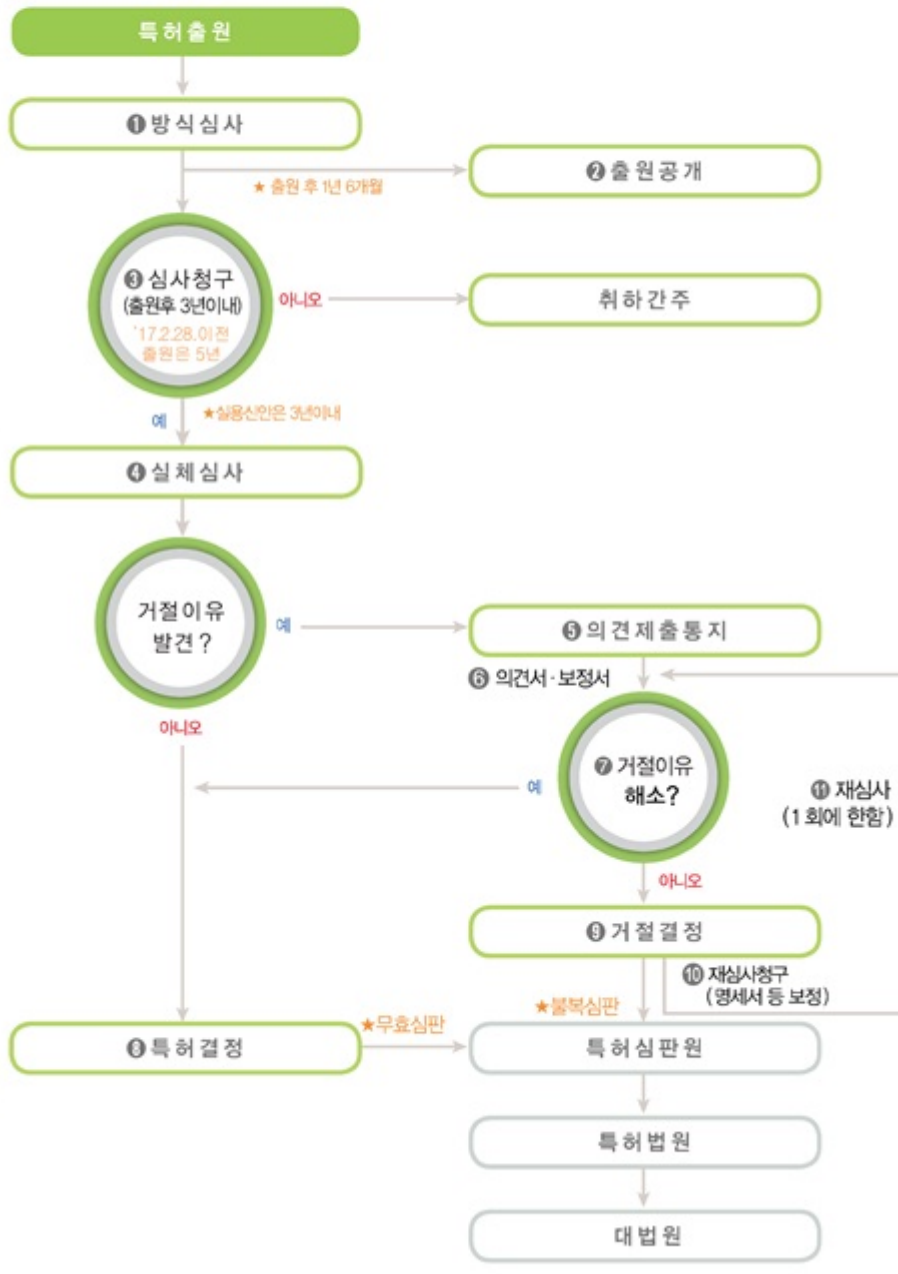 특허출원
❶ 방식심사
★ 출원 후 1년 6개월
❷ 출원공개
❸ 심사청구
(출원후 3년이내)
'17.2.28.이전
출원은 5년
아니오
취하간주
예
★실용신안은 3년이내
❹ 실체심사
거절이유
발견?
예
❺ 의견제출통지
❻ 의견서·보정서
아니오
❼ 거절이유
해소?
예
⓫ 재심사
(1회에 한함)
아니오
❾ 거절결정
❿ 재심사청구
(명세서 등 보정)
★불복심판
★무효심판
❽ 특허결정
특허심판원
특허법원
대법원